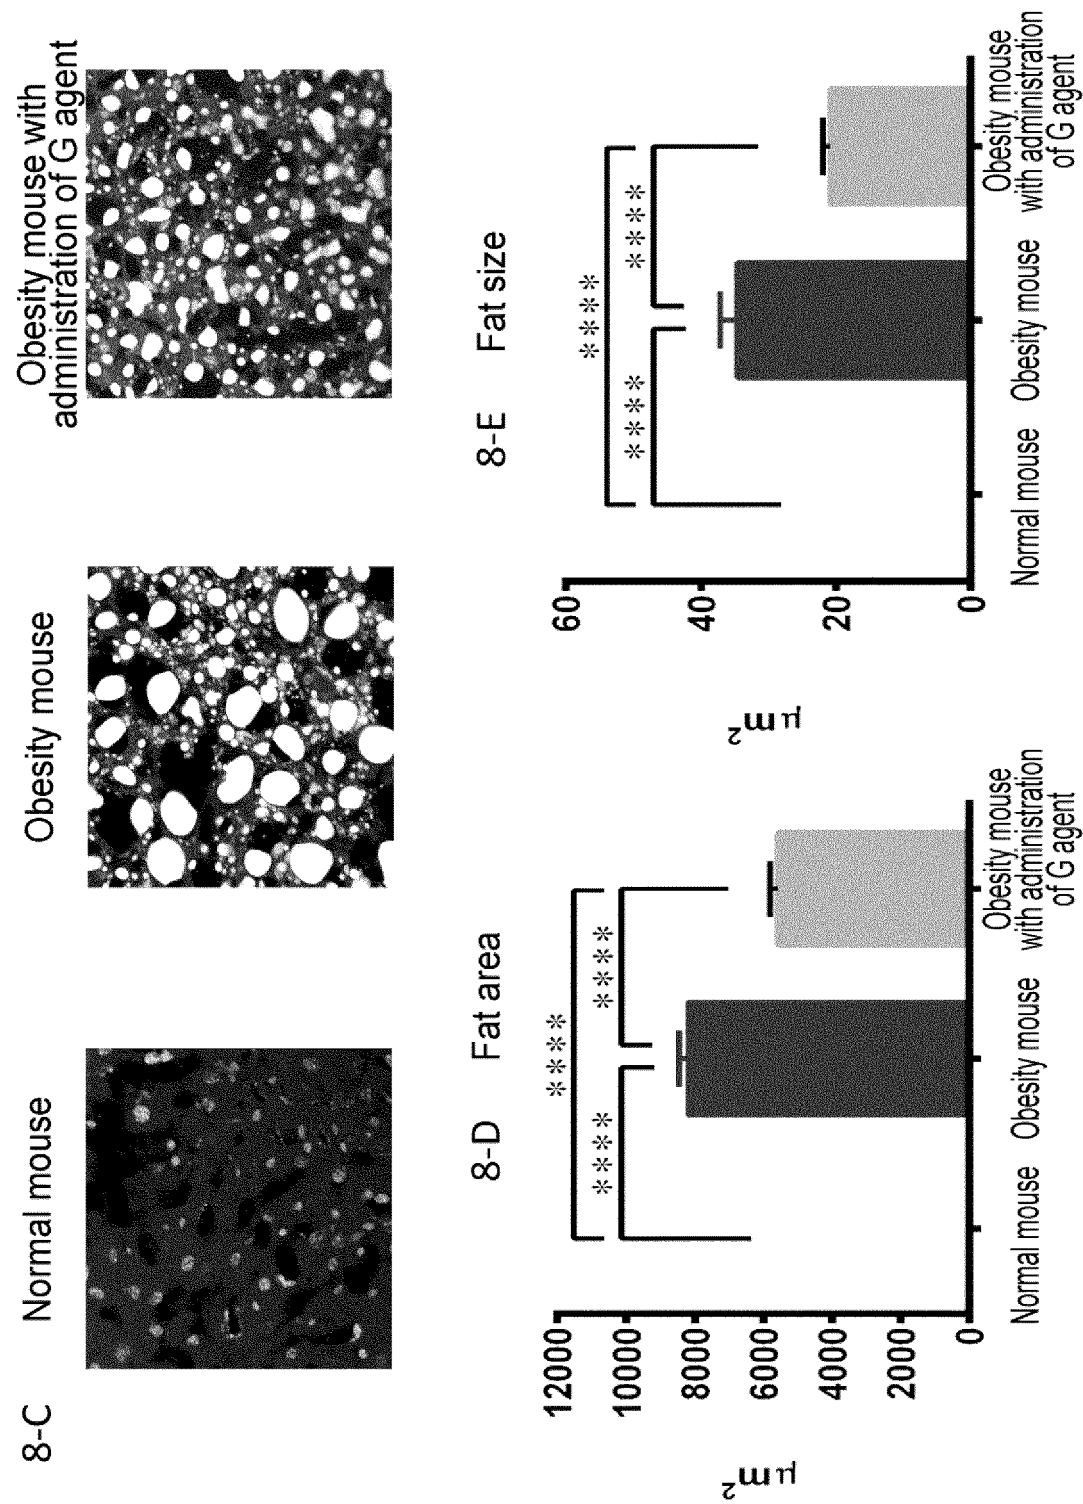 8-C
Normal mouse
Obesity mouse
Obesity mouse with
administration of G agent
8-D
Fat area
μm²
12000
10000
8000
6000
4000
2000
0
****
****
****
Normal mouse
Obesity mouse
Obesity mouse
with administration
of G agent
8-E
Fat size
μm²
60
40
20
0
****
****
****
Normal mouse
Obesity mouse
Obesity mouse
with administration
of G agent